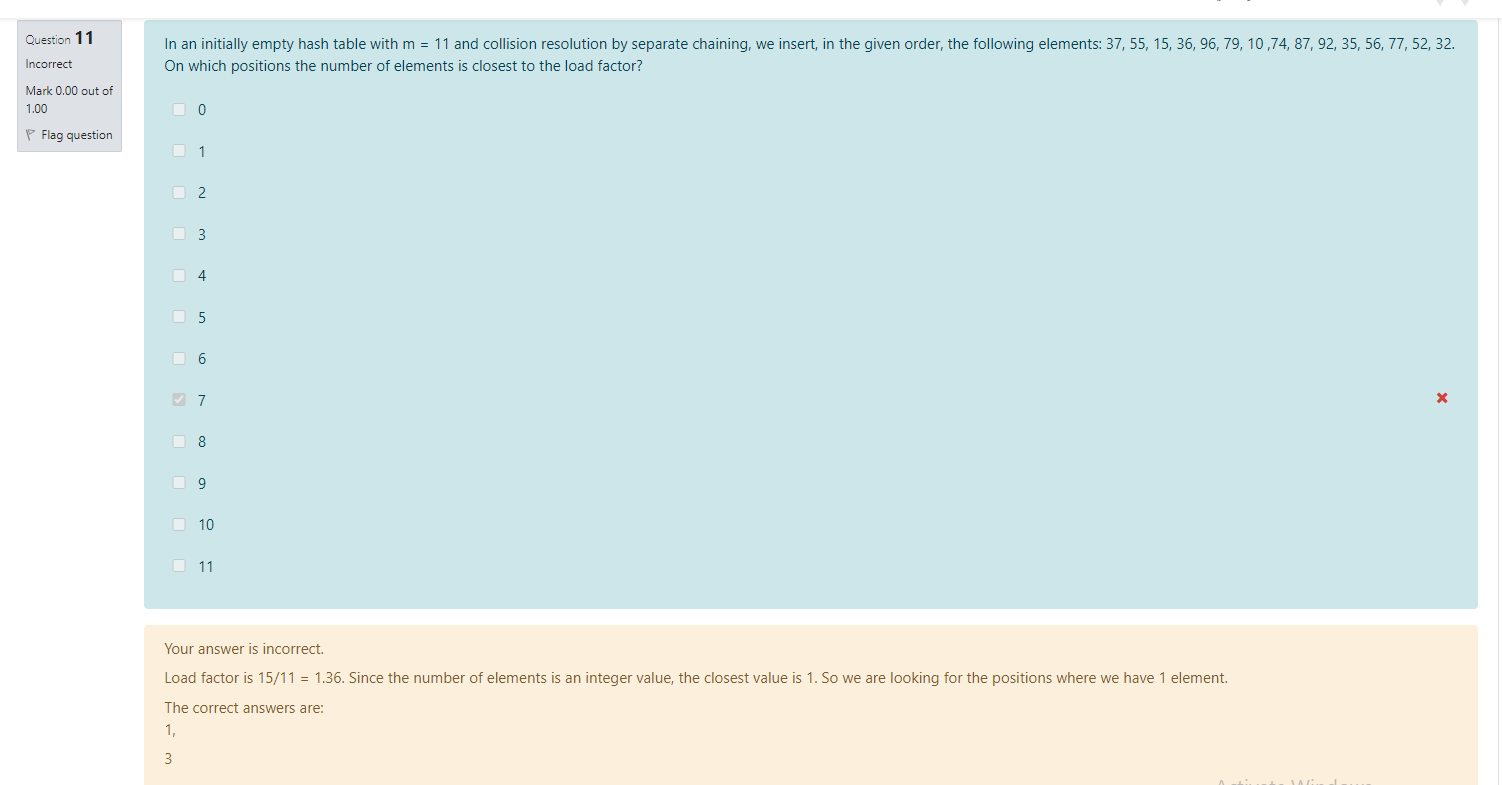 Question 11
Incorrect
Mark 0.00 out of
1.00
Flag question
In an initially empty hash table with m = 11 and collision resolution by separate chaining, we insert, in the given order, the following elements: 37, 55, 15, 36, 96, 79, 10 ,74, 87, 92, 35, 56, 77, 52, 32.
On which positions the number of elements is closest to the load factor?
0
1
2
3
4
5
6
7
8
9
10
11
Your answer is incorrect.
Load factor is 15/11 = 1.36. Since the number of elements is an integer value, the closest value is 1. So we are looking for the positions where we have 1 element.
The correct answers are:
1,
3